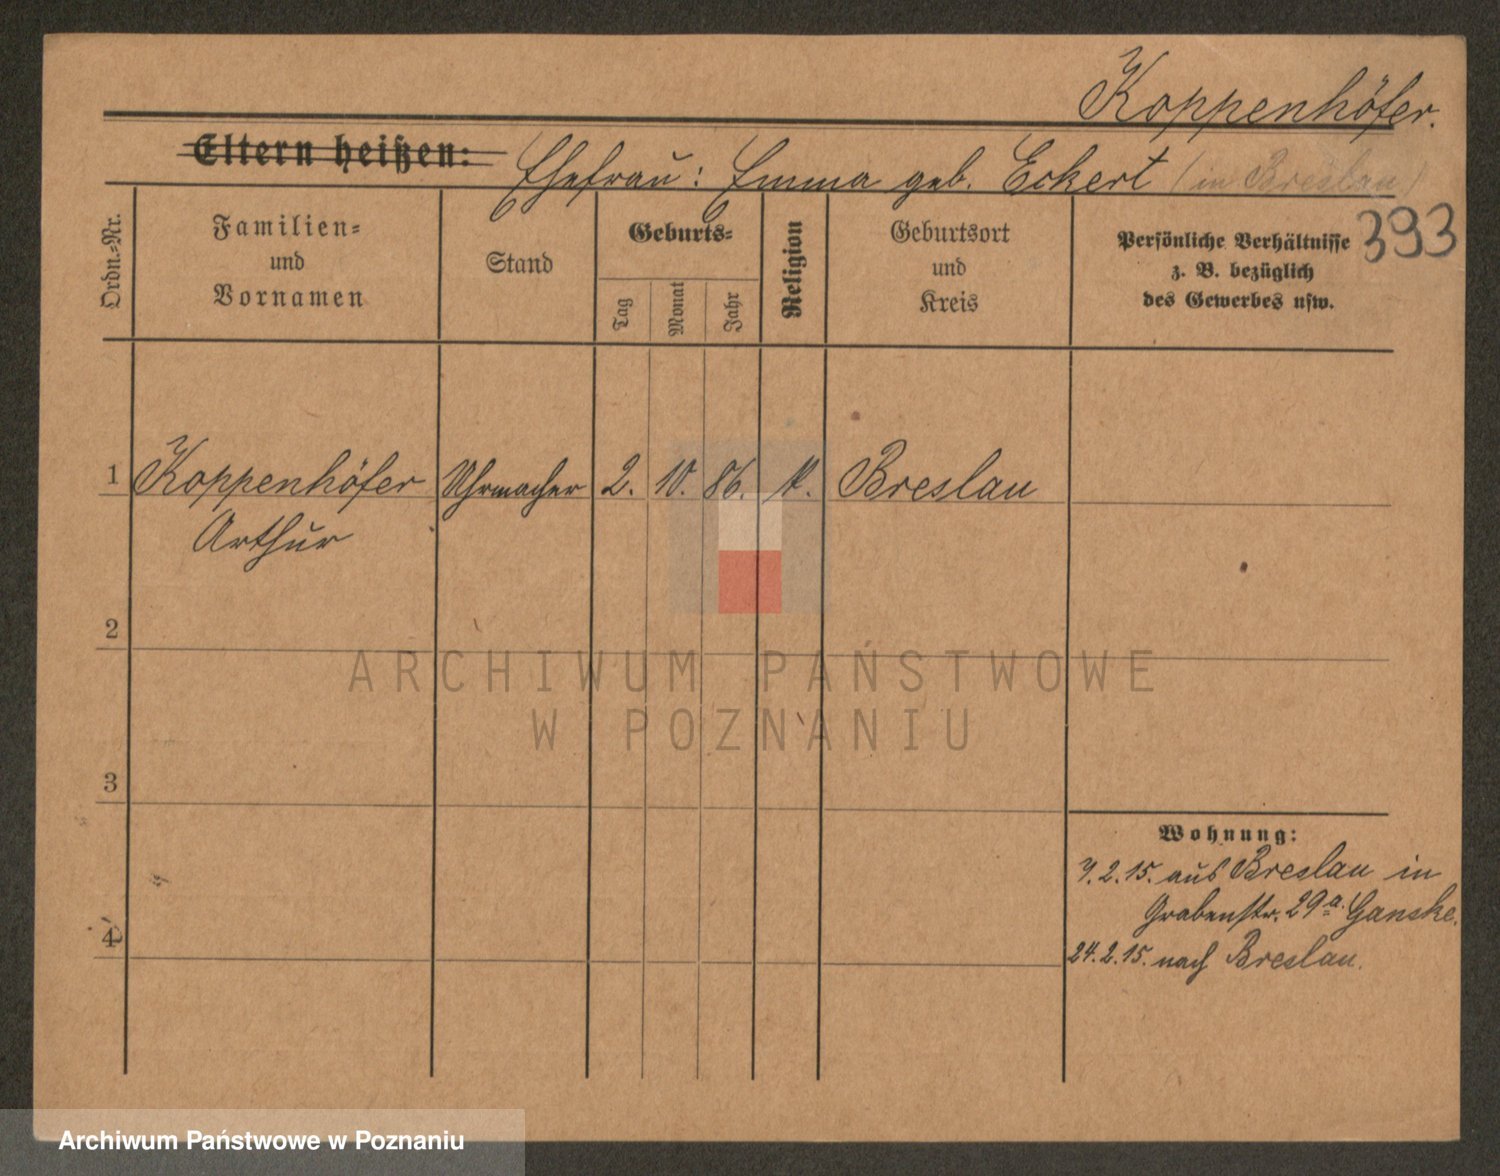 Koppenhöfer.
Eltern heißen: Ehefrau: Emma geb. Eckert (in Breslau)
393
Ordn.-Nr.
Familien-
und
Vornamen
Stand
Geburts-
Tag
Monat
Jahr
Religion
Geburtsort
und
Kreis
Persönliche Verhältnisse
z. B. bezüglich
des Gewerbes usw.
1 Koppenhöfer Uhrmacher 2. 10. 86. Breslau
Arthur
2
3
4
Wohnung:
7.2.15. aus Breslau in
Grabenstr. 29a. Ganske.
24.2.15. nach Breslau.
ARCHIWUM PAŃSTWOWE
W POZNANIU
Archiwum Państwowe w Poznaniu